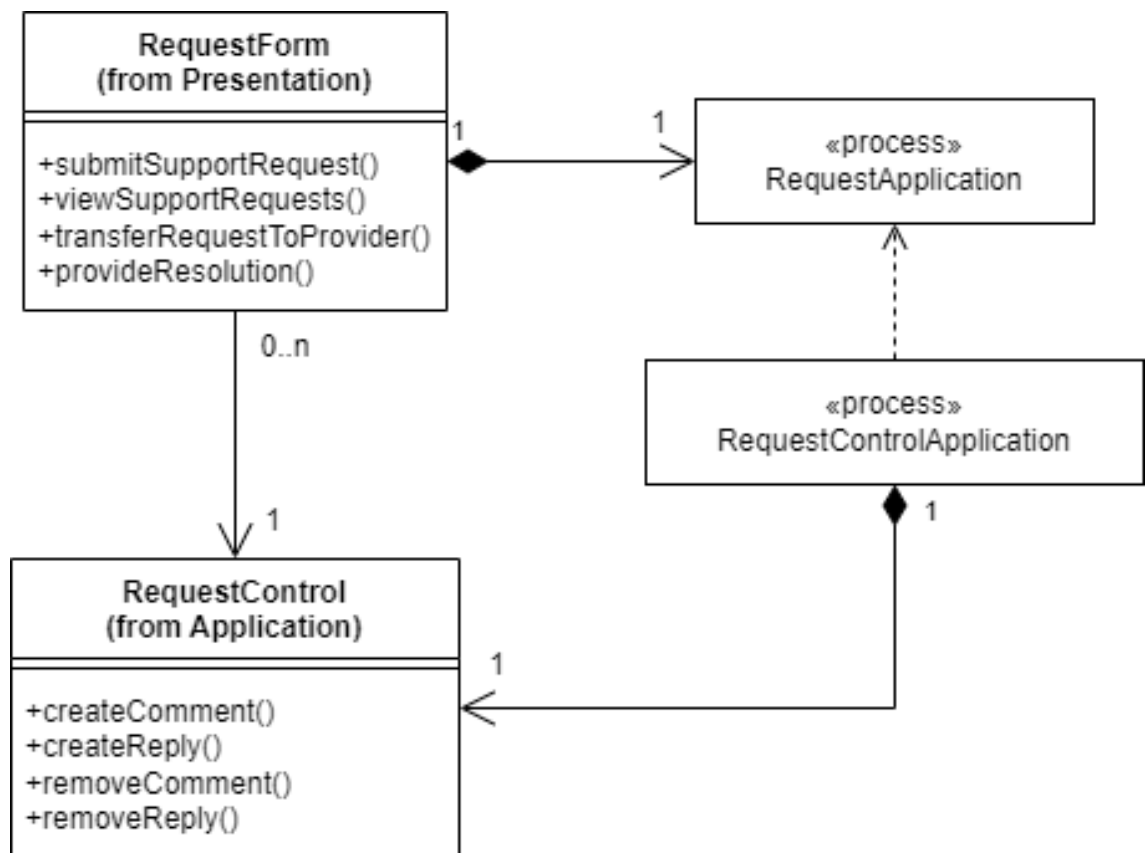 RequestForm
(from Presentation)
+submitSupportRequest()
+viewSupportRequests()
+transferRequestToProvider()
+provideResolution()
1
1
«process»
RequestApplication
0..n
1
«process»
RequestControlApplication
1
1
RequestControl
(from Application)
+createComment()
+createReply()
+removeComment()
+removeReply()